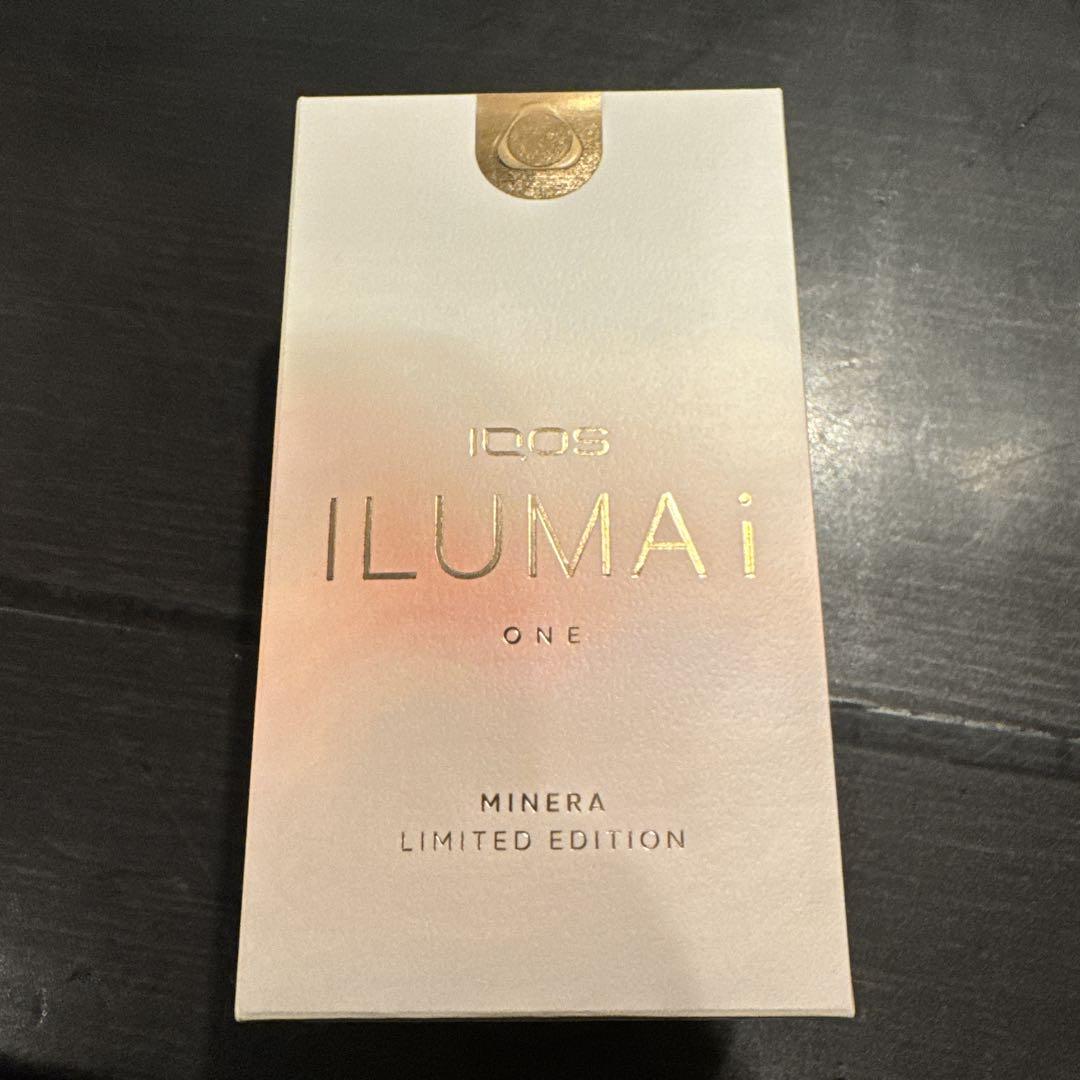 IQOS
ILUMA i
ONE
MINERA
LIMITED EDITION